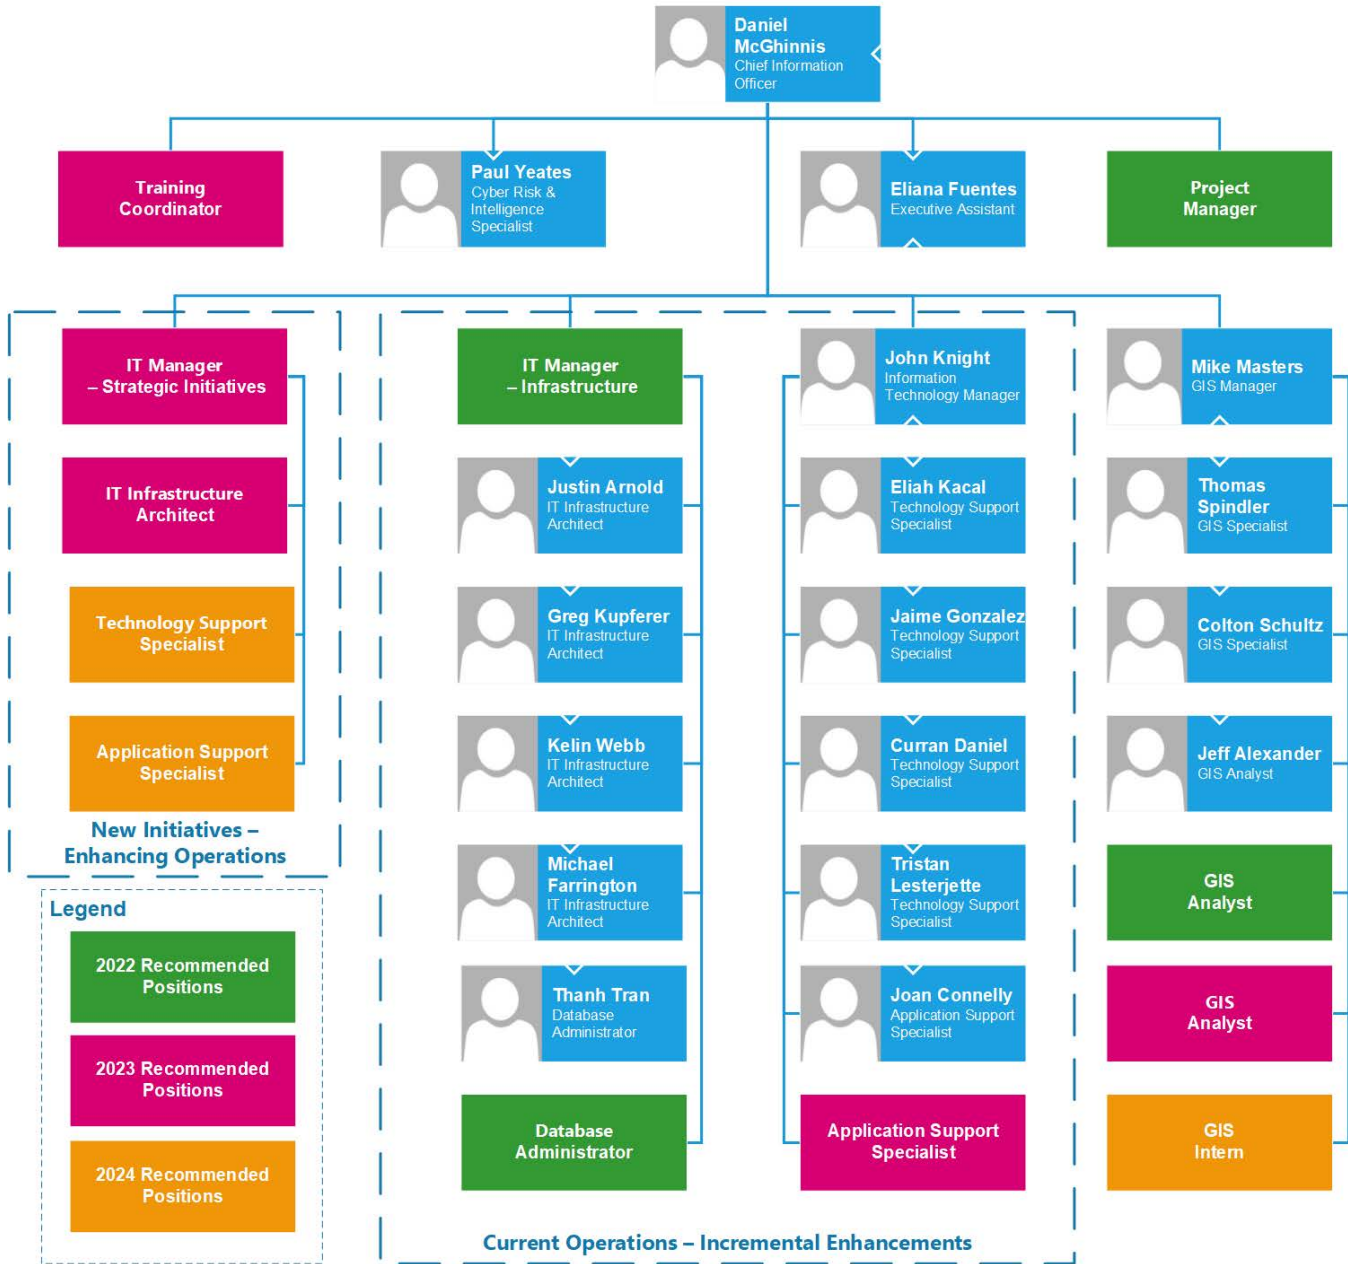 Daniel
McGhinnis
Chief Information
Officer
Training
Coordinator
Paul Yeates
Cyber Risk &
Intelligence
Specialist
Eliana Fuentes
Executive Assistant
Project
Manager
IT Manager
– Strategic Initiatives
IT Infrastructure
Architect
Technology Support
Specialist
Application Support
Specialist
New Initiatives –
Enhancing Operations
IT Manager
– Infrastructure
Justin Arnold
IT Infrastructure
Architect
Greg Kupferer
IT Infrastructure
Architect
Kelin Webb
IT Infrastructure
Architect
Michael
Farrington
IT Infrastructure
Architect
Thanh Tran
Database
Administrator
Database
Administrator
John Knight
Information
Technology Manager
Eliah Kacal
Technology Support
Specialist
Jaime Gonzalez
Technology Support
Specialist
Curran Daniel
Technology Support
Specialist
Tristan
Lesterjette
Technology Support
Specialist
Joan Connelly
Application Support
Specialist
Application Support
Specialist
Current Operations – Incremental Enhancements
Mike Masters
GIS Manager
Thomas
Spindler
GIS Specialist
Colton Schultz
GIS Specialist
Jeff Alexander
GIS Analyst
GIS
Analyst
GIS
Analyst
GIS
Intern
Legend
2022 Recommended
Positions
2023 Recommended
Positions
2024 Recommended
Positions